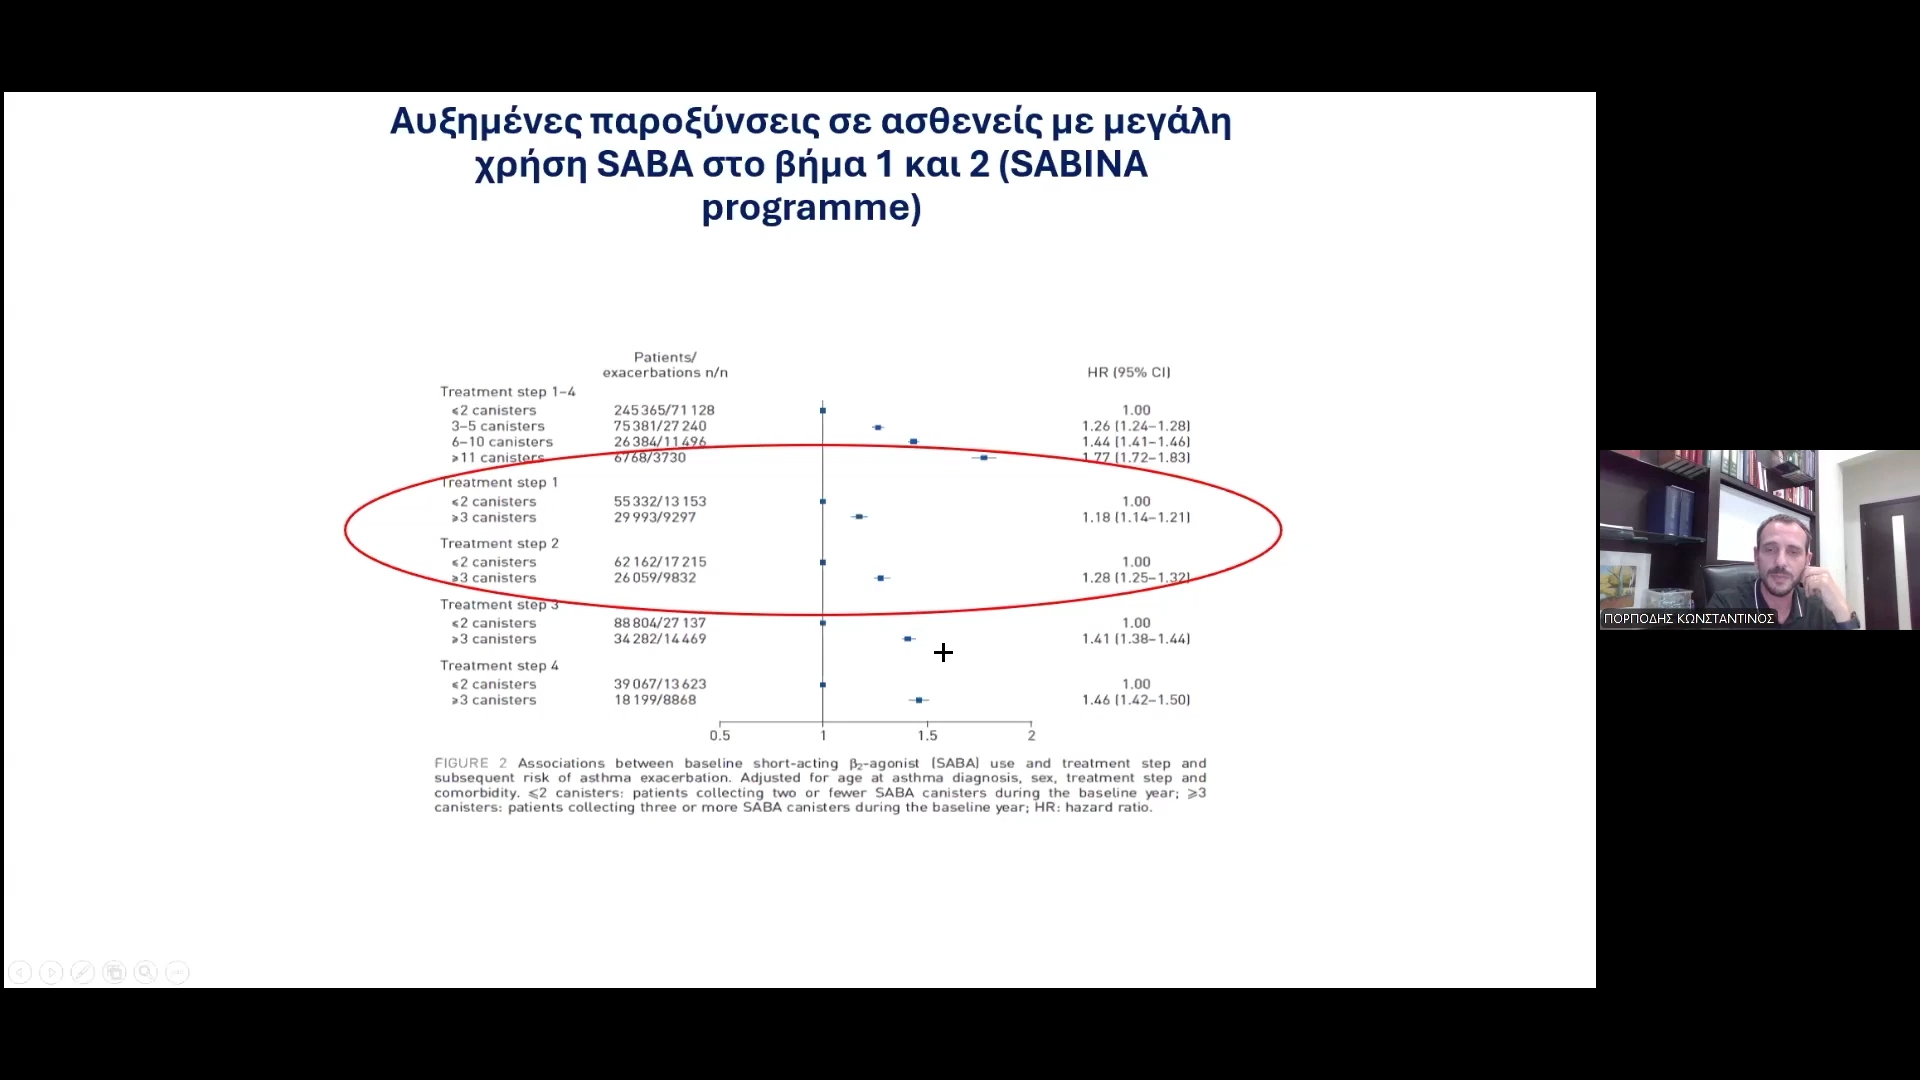 Αυξημένες παροξύνσεις σε ασθενείς με μεγάλη
χρήση SABA στο βήμα 1 και 2 (SABINA
programme)
Patients/
exacerbations n/n
HR (95% CI)
Treatment step 1–4
⩽2 canisters 245 365/71 128 1.00
3–5 canisters 75 381/27 240 1.26 (1.24–1.28)
6–10 canisters 26 384/11 496 1.44 (1.41–1.46)
⩾11 canisters 6768/3730 1.77 (1.72–1.83)
Treatment step 1
⩽2 canisters 55 332/13 153 1.00
⩾3 canisters 29 993/9297 1.18 (1.14–1.21)
Treatment step 2
⩽2 canisters 62 162/17 215 1.00
⩾3 canisters 26 059/9832 1.28 (1.25–1.32)
Treatment step 3
⩽2 canisters 88 804/27 137 1.00
⩾3 canisters 34 282/14 469 1.41 (1.38–1.44)
Treatment step 4
⩽2 canisters 39 067/13 623 1.00
⩾3 canisters 18 199/8868 1.46 (1.42–1.50)
0.5 1 1.5 2
FIGURE 2 Associations between baseline short-acting β2-agonist (SABA) use and treatment step and
subsequent risk of asthma exacerbation. Adjusted for age at asthma diagnosis, sex, treatment step and
comorbidity. ⩽2 canisters: patients collecting two or fewer SABA canisters during the baseline year; ⩾3
canisters: patients collecting three or more SABA canisters during the baseline year; HR: hazard ratio.
ΠΟΡΠΟΔΗΣ ΚΩΝΣΤΑΝΤΙΝΟΣ